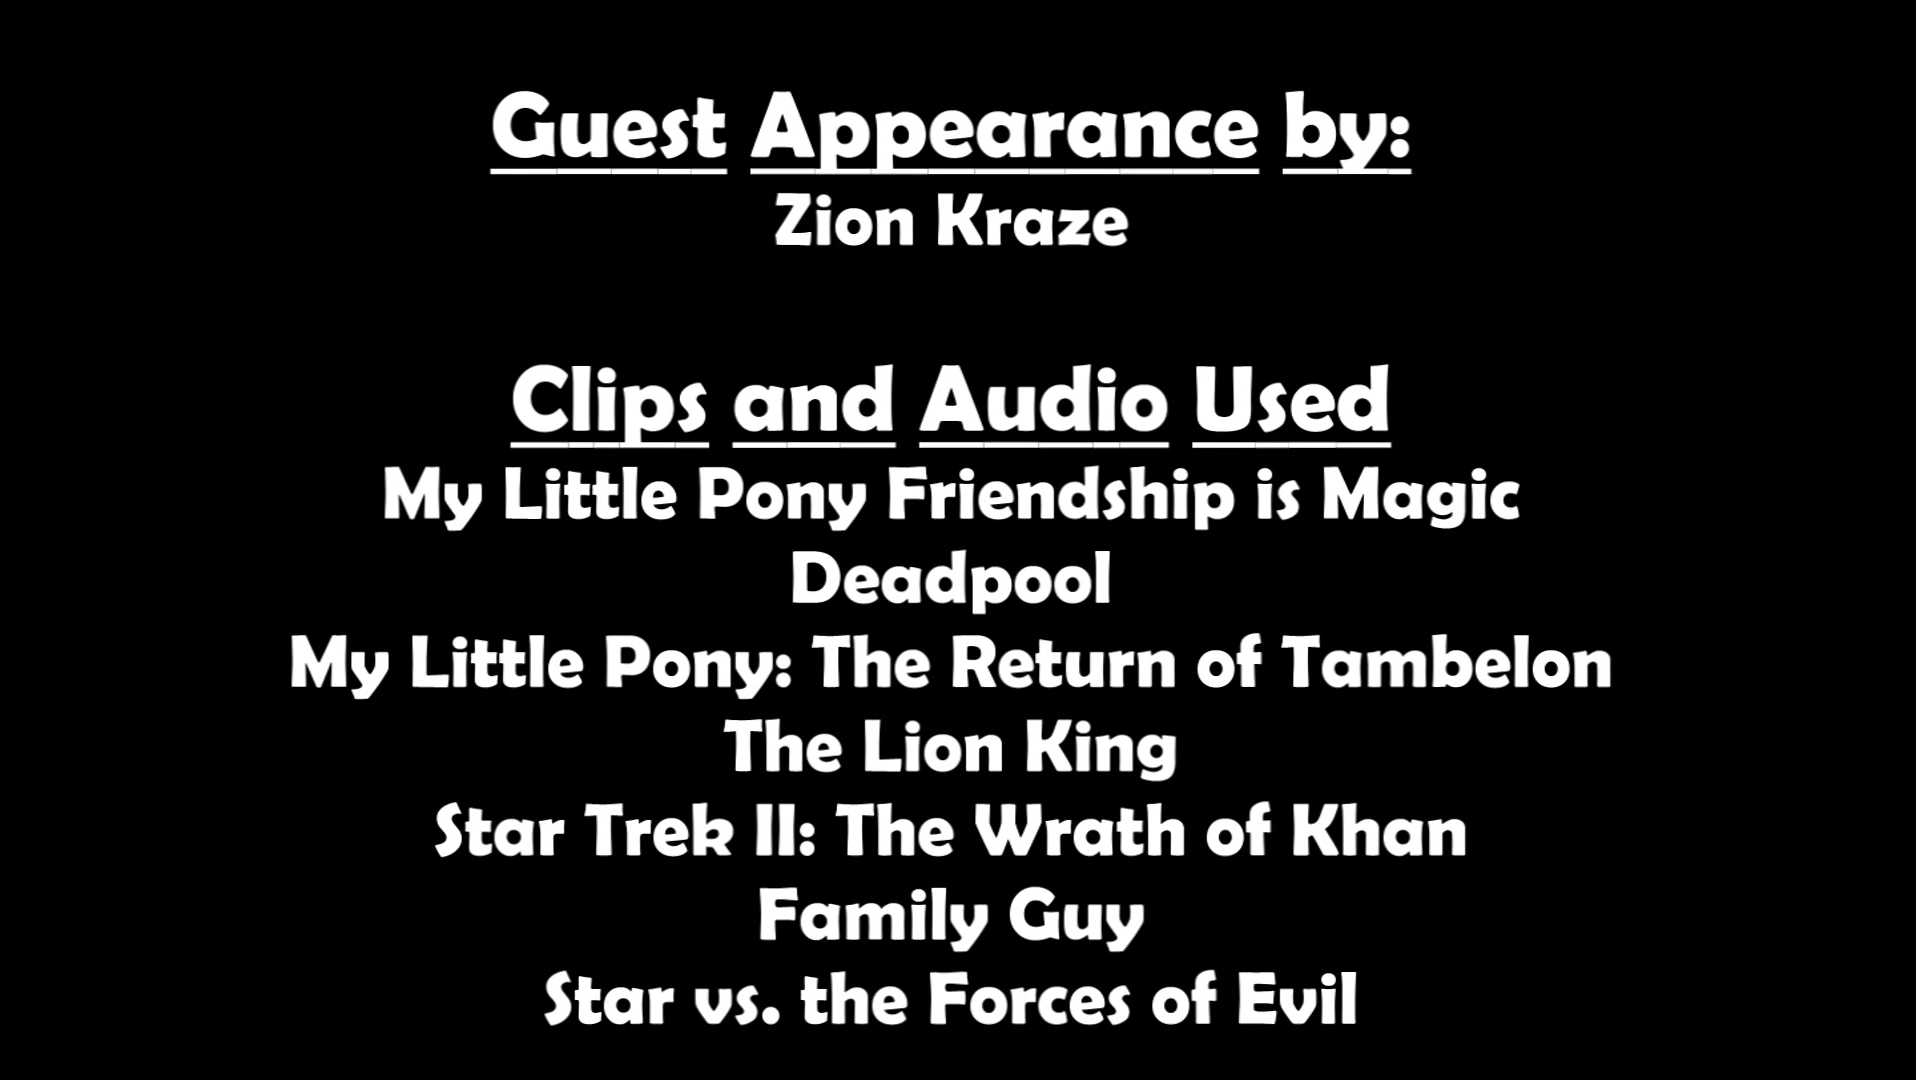 Guest Appearance by:
Zion Kraze
Clips and Audio Used
My Little Pony Friendship is Magic
Deadpool
My Little Pony: The Return of Tambelon
The Lion King
Star Trek II: The Wrath of Khan
Family Guy
Star vs. the Forces of Evil